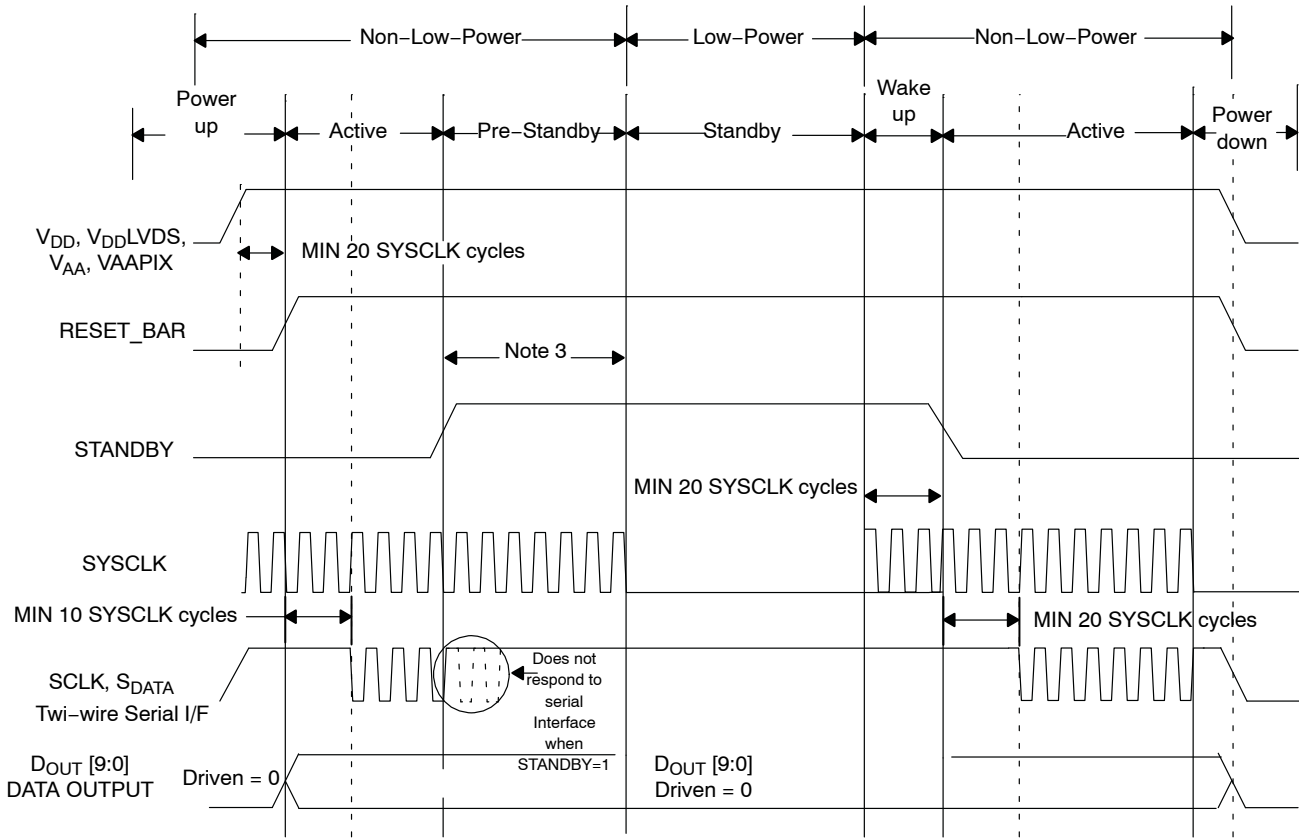 Non−Low−Power
Low−Power
Non−Low−Power
Power
up
Active
Pre−Standby
Standby
Wake
up
Active
Power
down
VDD, VDDLVDS,
VAA, VAAPIX
MIN 20 SYSCLK cycles
RESET_BAR
Note 3
STANDBY
MIN 20 SYSCLK cycles
SYSCLK
MIN 10 SYSCLK cycles
MIN 20 SYSCLK cycles
SCLK, SDATA
Twi−wire Serial I/F
Does not
respond to
serial
Interface
when
STANDBY=1
DOUT [9:0]
DATA OUTPUT
Driven = 0
DOUT [9:0]
Driven = 0